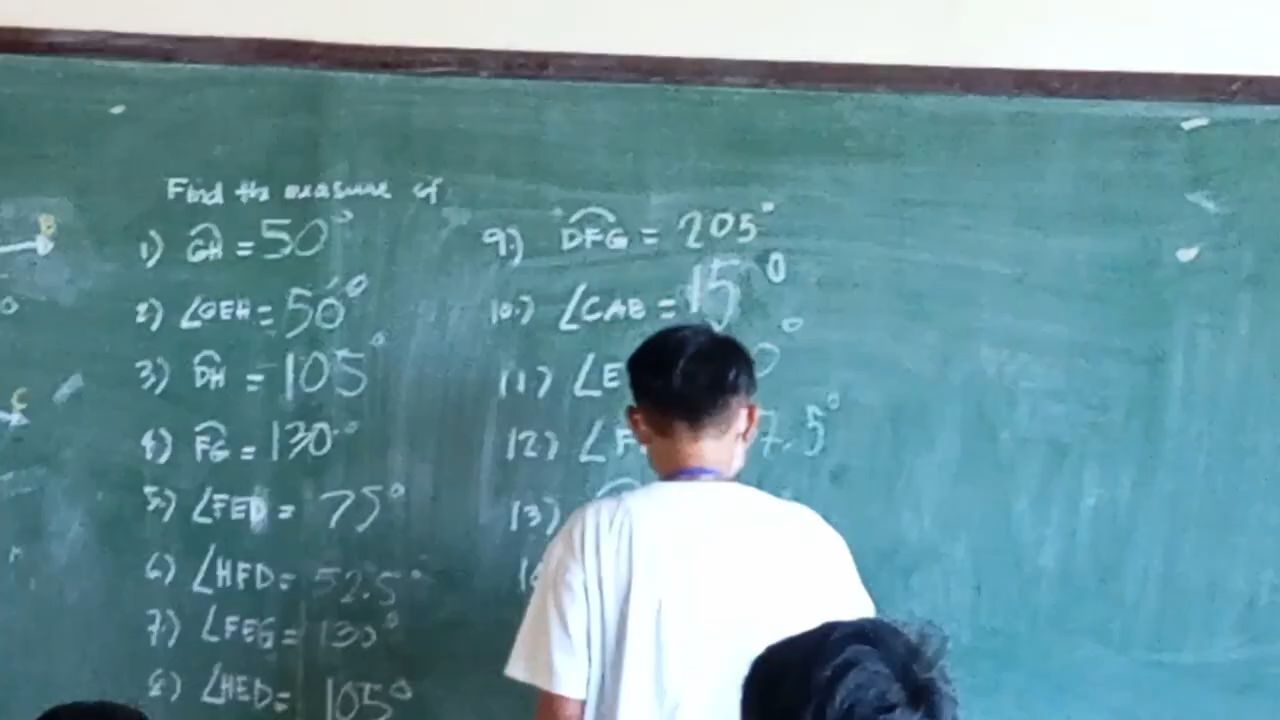 Find the measure of
1) GH = 50°
2) ∠GEH = 50°
3) DH = 105°
4) FG = 130°
5.) ∠FED = 75°
6) ∠HFD = 52.5°
7.) ∠FEG = 130°
8) ∠HED = 105°
9.) DFG = 205°
10.) ∠CAB = 15°
11.) ∠E
12) ∠F 7.5°
13)
B
C